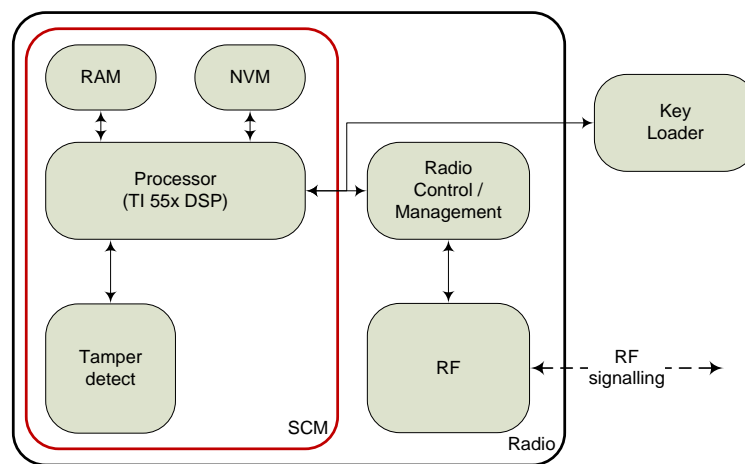 RAM
NVM
Key
Loader
Processor
(TI 55x DSP)
Radio
Control /
Management
Tamper
detect
RF
RF
signalling
SCM
Radio